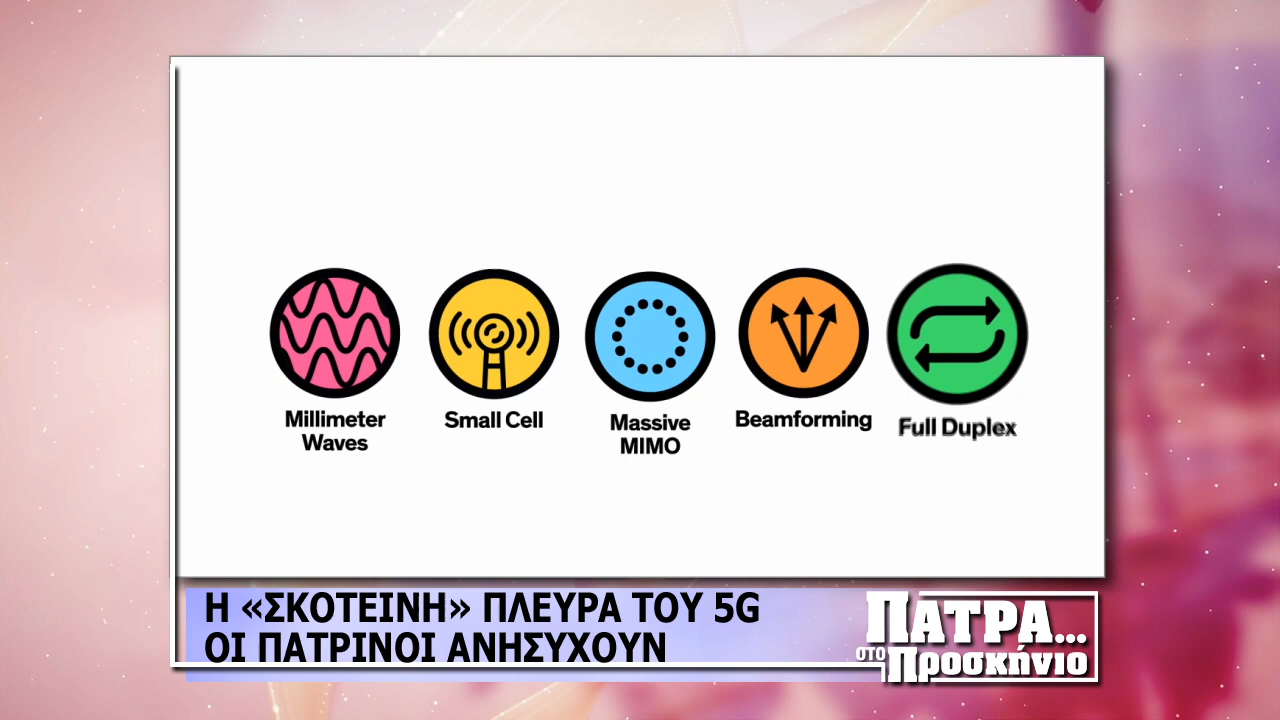 Millimeter
Waves
Small Cell
Massive
MIMO
Beamforming
Full Duplex
Η «ΣΚΟΤΕΙΝΗ» ΠΛΕΥΡΑ ΤΟΥ 5G
ΟΙ ΠΑΤΡΙΝΟΙ ΑΝΗΣΥΧΟΥΝ
ΠΑΤΡΑ...
ΣΤΟ Προσκήνιο